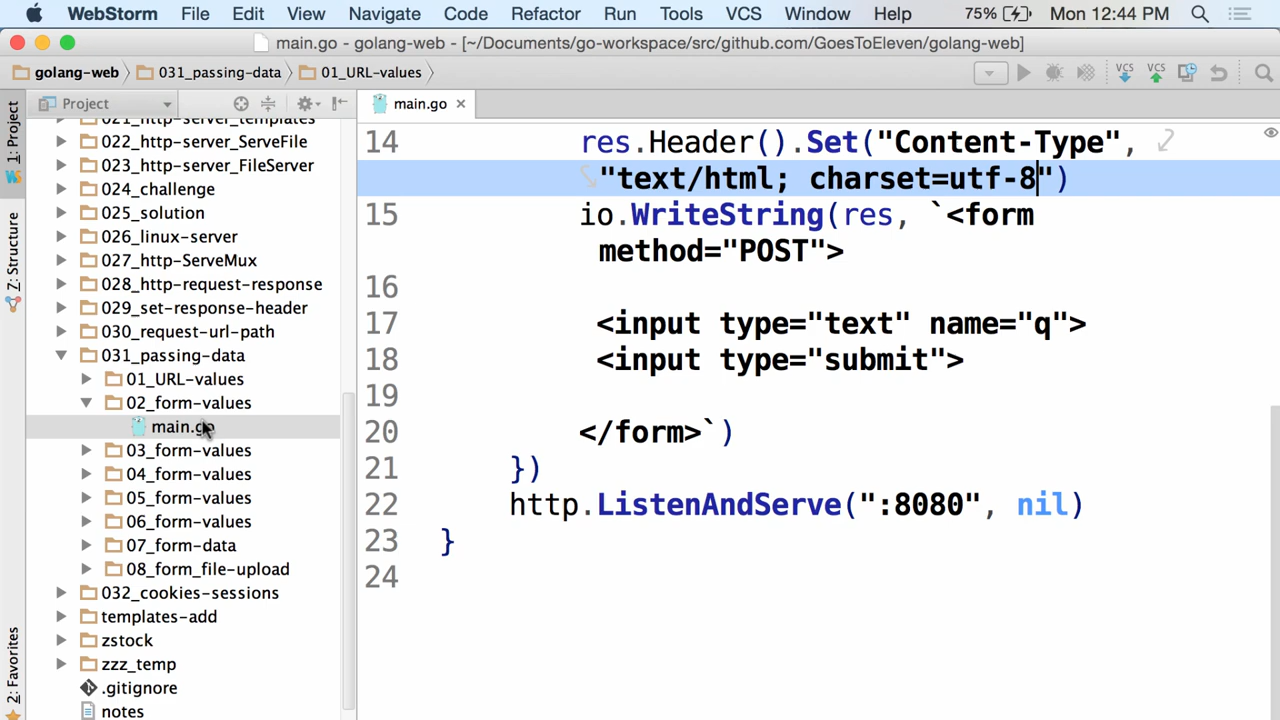 WebStorm File Edit View Navigate Code Refactor Run Tools VCS Window Help 75% Mon 12:44 PM
main.go - golang-web - [~/Documents/go-workspace/src/github.com/GoesToEleven/golang-web]
golang-web 031_passing-data 01_URL-values VCS VCS
1: Project
Z: Structure
2: Favorites
Project
021_http-server_templates
022_http-server_ServeFile
023_http-server_FileServer
024_challenge
025_solution
026_linux-server
027_http-ServeMux
028_http-request-response
029_set-response-header
030_request-url-path
031_passing-data
01_URL-values
02_form-values
main.go
03_form-values
04_form-values
05_form-values
06_form-values
07_form-data
08_form_file-upload
032_cookies-sessions
templates-add
zstock
zzz_temp
.gitignore
notes
main.go
14 res.Header().Set("Content-Type",
"text/html; charset=utf-8")
15 io.WriteString(res, `<form
method="POST">
16
17 <input type="text" name="q">
18 <input type="submit">
19
20 </form>`)
21 })
22 http.ListenAndServe(":8080", nil)
23 }
24